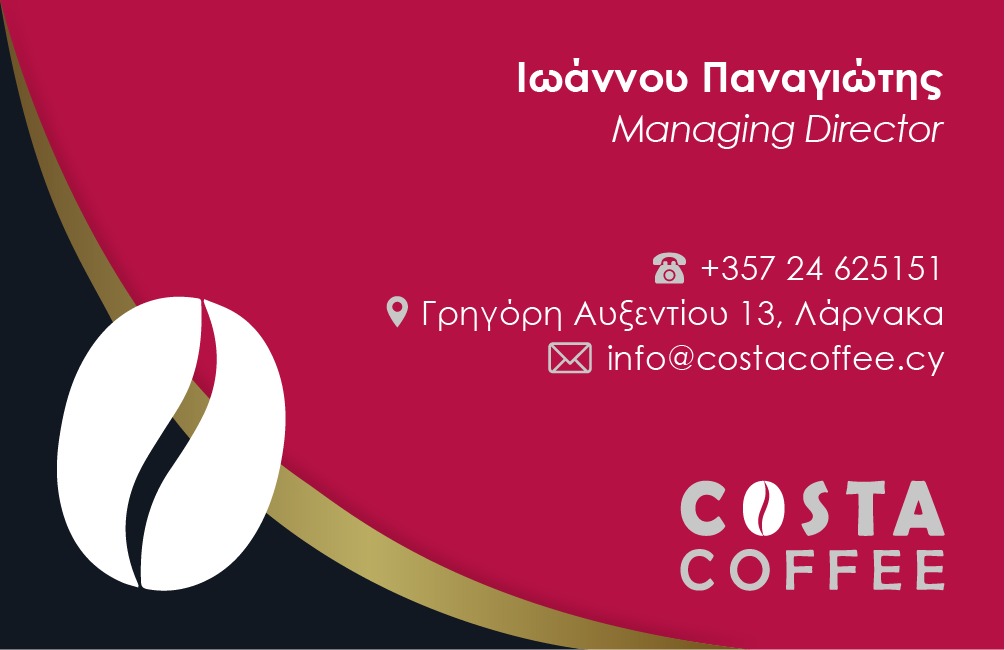 Ιωάννου Παναγιώτης
Managing Director
+357 24 625151
Γρηγόρη Αυξεντίου 13, Λάρνακα
info@costacoffee.cy
COSTA
COFFEE